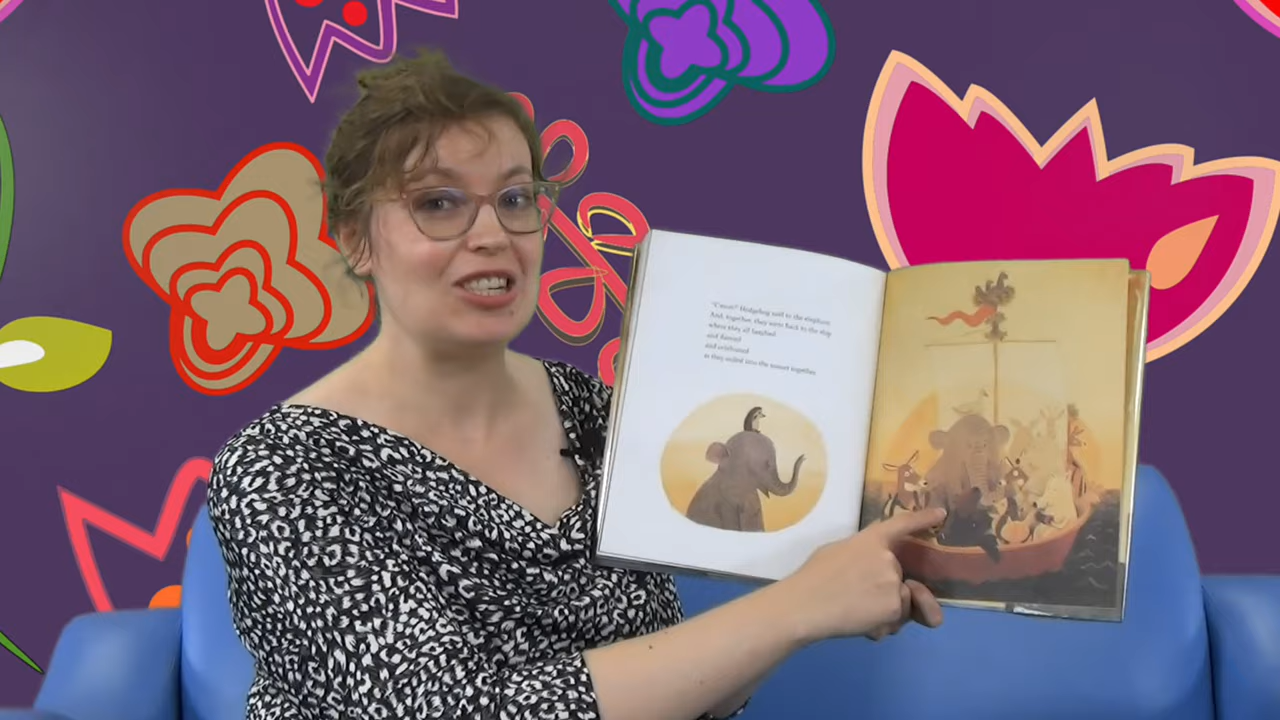 "C'mon!" Hedgehog said to the elephant.
And, together, they went back to the ship
where they all laughed
and danced
and celebrated
as they sailed into the sunset together.